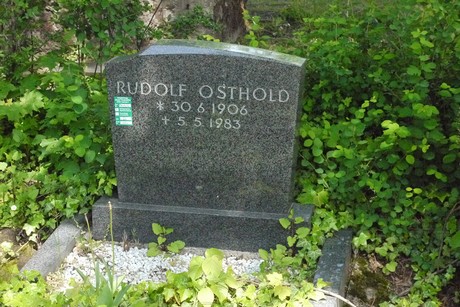 RUDOLF OSTHOLD
* 30.6.1906
+ 5.5.1983